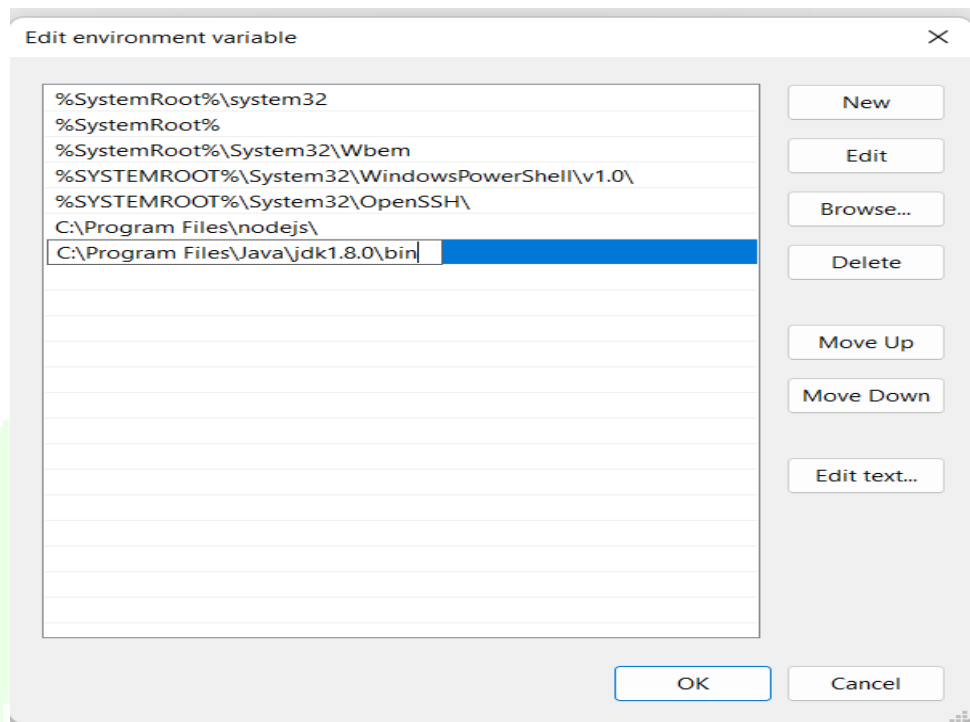 Edit environment variable
%SystemRoot%\system32
%SystemRoot%
%SystemRoot%\System32\Wbem
%SYSTEMROOT%\System32\WindowsPowerShell\v1.0\
%SYSTEMROOT%\System32\OpenSSH\
C:\Program Files\nodejs\
C:\Program Files\Java\jdk1.8.0\bin
New
Edit
Browse...
Delete
Move Up
Move Down
Edit text...
OK
Cancel